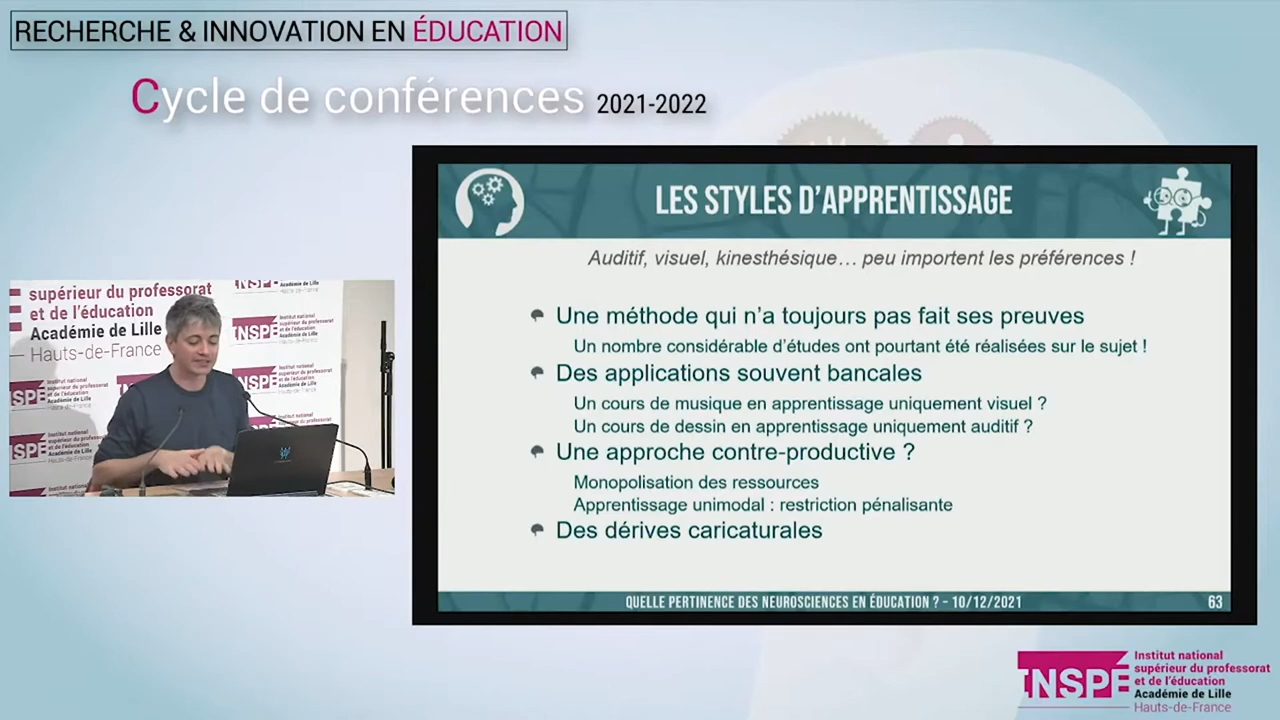 RECHERCHE & INNOVATION EN ÉDUCATION
Cycle de conférences 2021-2022
LES STYLES D'APPRENTISSAGE
Auditif, visuel, kinesthésique… peu importent les préférences !
Une méthode qui n'a toujours pas fait ses preuves
Un nombre considérable d'études ont pourtant été réalisées sur le sujet !
Des applications souvent bancales
Un cours de musique en apprentissage uniquement visuel ?
Un cours de dessin en apprentissage uniquement auditif ?
Une approche contre-productive ?
Monopolisation des ressources
Apprentissage unimodal : restriction pénalisante
Des dérives caricaturales
QUELLE PERTINENCE DES NEUROSCIENCES EN ÉDUCATION ? - 10/12/2021
63
supérieur du professorat
et de l'éducation
Académie de Lille
Hauts-de-France
INSPÉ
Institut national
supérieur du professorat
et de l'éducation
Académie de Lille
Hauts-de-France